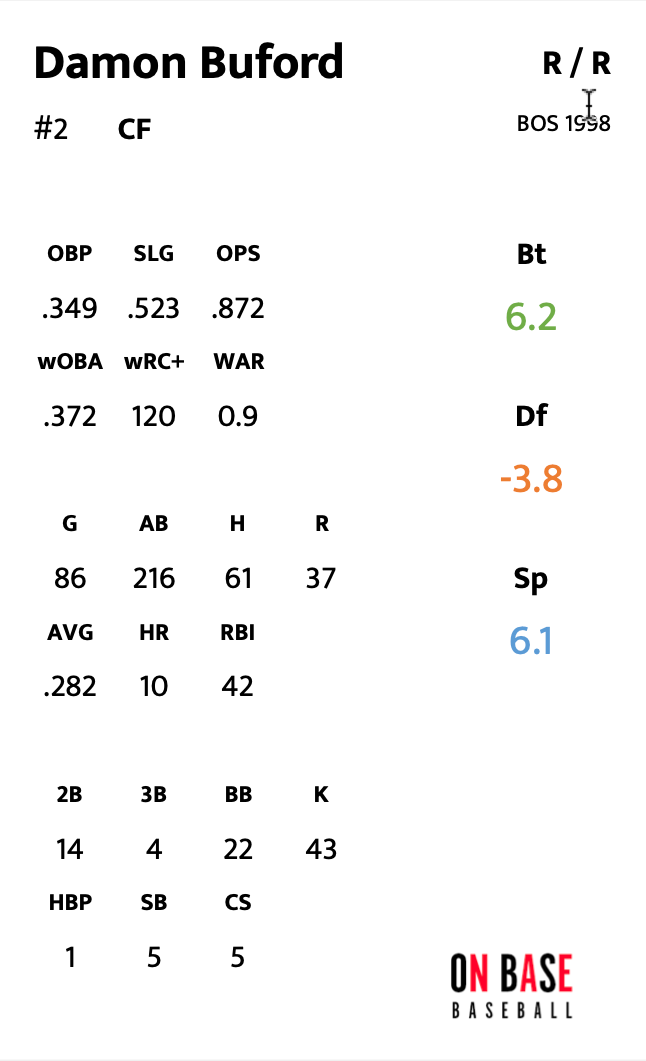 Damon Buford R / R
#2 CF BOS 1998
OBP SLG OPS Bt
.349 .523 .872 6.2
wOBA wRC+ WAR
.372 120 0.9 Df
-3.8
G AB H R
86 216 61 37 Sp
AVG HR RBI 6.1
.282 10 42
2B 3B BB K
14 4 22 43
HBP SB CS
1 5 5
ON BASE
BASEBALL